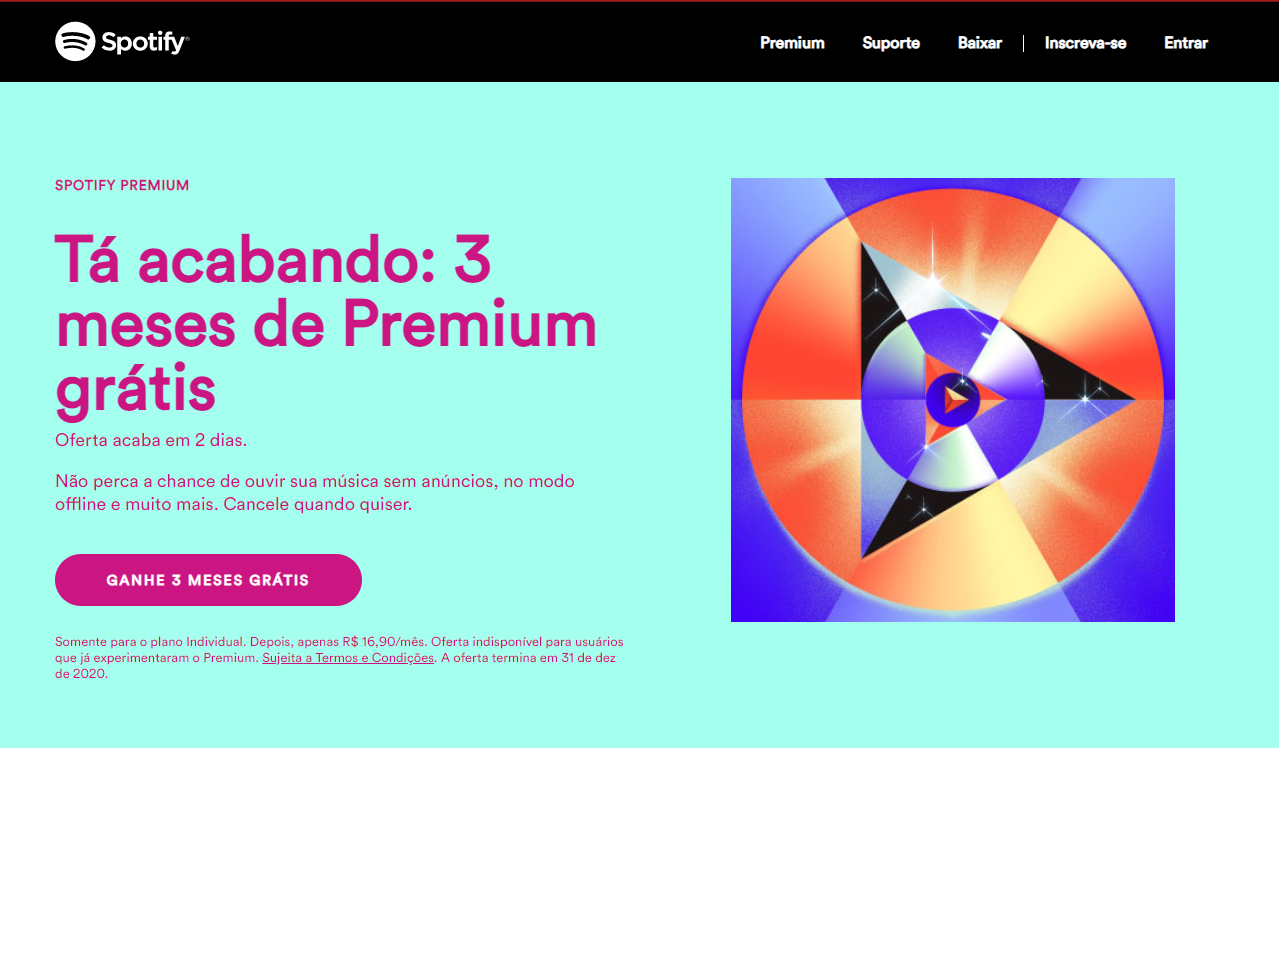 Spotify
Premium Suporte Baixar Inscreva-se Entrar
SPOTIFY PREMIUM
Tá acabando: 3
meses de Premium
grátis
Oferta acaba em 2 dias.
Não perca a chance de ouvir sua música sem anúncios, no modo
offline e muito mais. Cancele quando quiser.
GANHE 3 MESES GRÁTIS
Somente para o plano Individual. Depois, apenas R$ 16,90/mês. Oferta indisponível para usuários
que já experimentaram o Premium. Sujeita a Termos e Condições. A oferta termina em 31 de dez
de 2020.